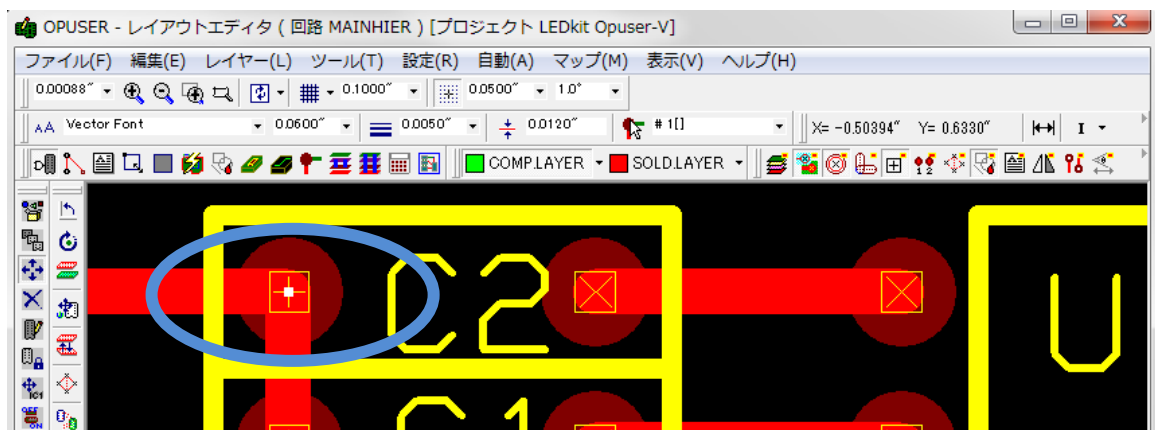 OPUSER - レイアウトエディタ ( 回路 MAINHIER ) [プロジェクト LEDkit Opuser-V]
ファイル(F) 編集(E) レイヤー(L) ツール(T) 設定(R) 自動(A) マップ(M) 表示(V) ヘルプ(H)
0.00088″ 0.1000″ 0.0500″ 1.0°
AA Vector Font 0.0600″ 0.0050″ 0.0120″ # 1[] X= -0.50394″ Y= 0.6330″ I
COMP.LAYER SOLD.LAYER
C2 U
C1